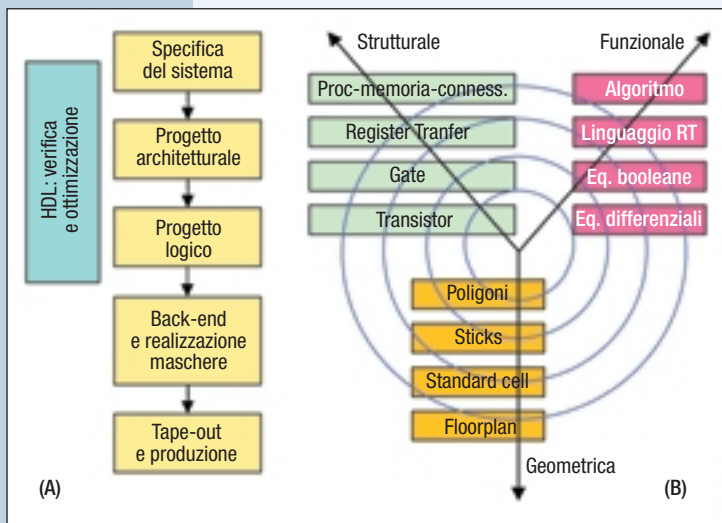 Specifica
del sistema
HDL: verifica
e ottimizzazione
Progetto
architetturale
Progetto
logico
Back-end
e realizzazione
maschere
Tape-out
e produzione
(A)
Strutturale
Funzionale
Proc-memoria-conness.
Algoritmo
Register Tranfer
Linguaggio RT
Gate
Eq. booleane
Transistor
Eq. differenziali
Poligoni
Sticks
Standard cell
Floorplan
Geometrica
(B)